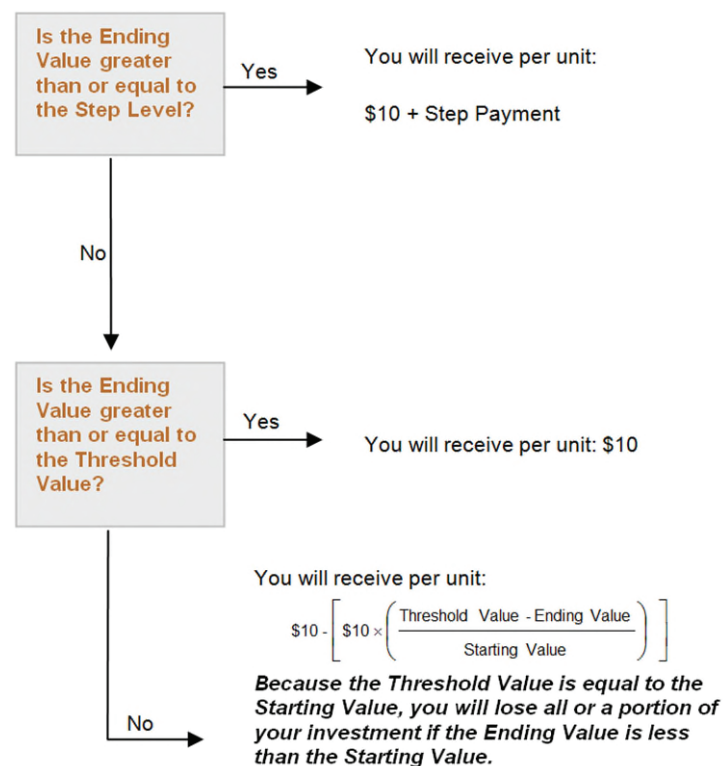 Is the Ending
Value greater
than or equal to
the Step Level?
Yes
You will receive per unit:
$10 + Step Payment
No
Is the Ending
Value greater
than or equal to
the Threshold
Value?
Yes
You will receive per unit: $10
You will receive per unit:
$10 - [ $10 × ( Threshold Value - Ending Value
Starting Value ) ]
Because the Threshold Value is equal to the
Starting Value, you will lose all or a portion of
your investment if the Ending Value is less
than the Starting Value.
No